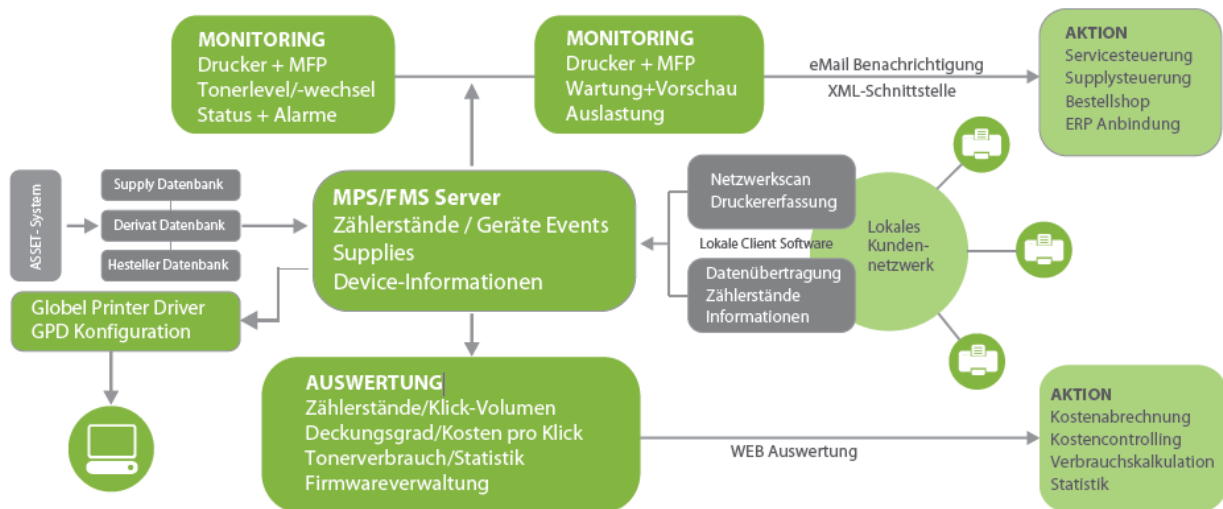 MONITORING
Drucker + MFP
Tonerlevel/-wechsel
Status + Alarme
MONITORING
Drucker + MFP
Wartung+Vorschau
Auslastung
eMail Benachrichtigung
XML-Schnittstelle
AKTION
Servicesteuerung
Supplysteuerung
Bestellshop
ERP Anbindung
ASSET- System
Supply Datenbank
Derivat Datenbank
Hesteller Datenbank
MPS/FMS Server
Zählerstände / Geräte Events
Supplies
Device-Informationen
Netzwerkscan
Druckererfassung
Lokale Client Software
Datenübertragung
Zählerstände
Informationen
Lokales
Kunden-
netzwerk
Globel Printer Driver
GPD Konfiguration
AUSWERTUNG
Zählerstände/Klick-Volumen
Deckungsgrad/Kosten pro Klick
Tonerverbrauch/Statistik
Firmwareverwaltung
WEB Auswertung
AKTION
Kostenabrechnung
Kostencontrolling
Verbrauchskalkulation
Statistik